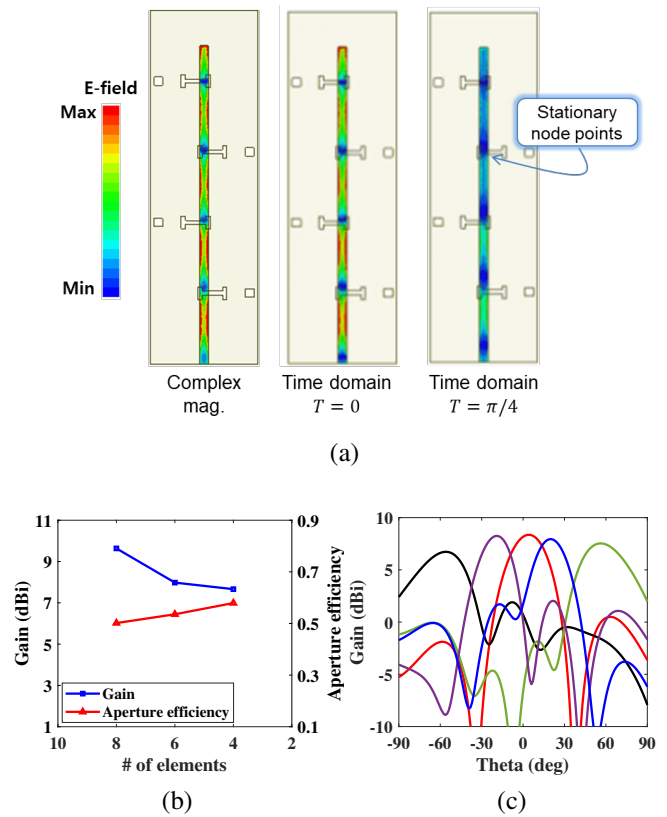 E-field
Max
Min
Stationary
node points
Complex
mag.
Time domain
T = 0
Time domain
T = π/4
(a)
11
9
7
5
3
1
Gain (dBi)
0.9
0.7
0.5
0.3
0.1
Aperture efficiency
Gain
Aperture efficiency
10 8 6 4 2
# of elements
(b)
10
5
0
-5
-10
Gain (dBi)
-90 -60 -30 0 30 60 90
Theta (deg)
(c)